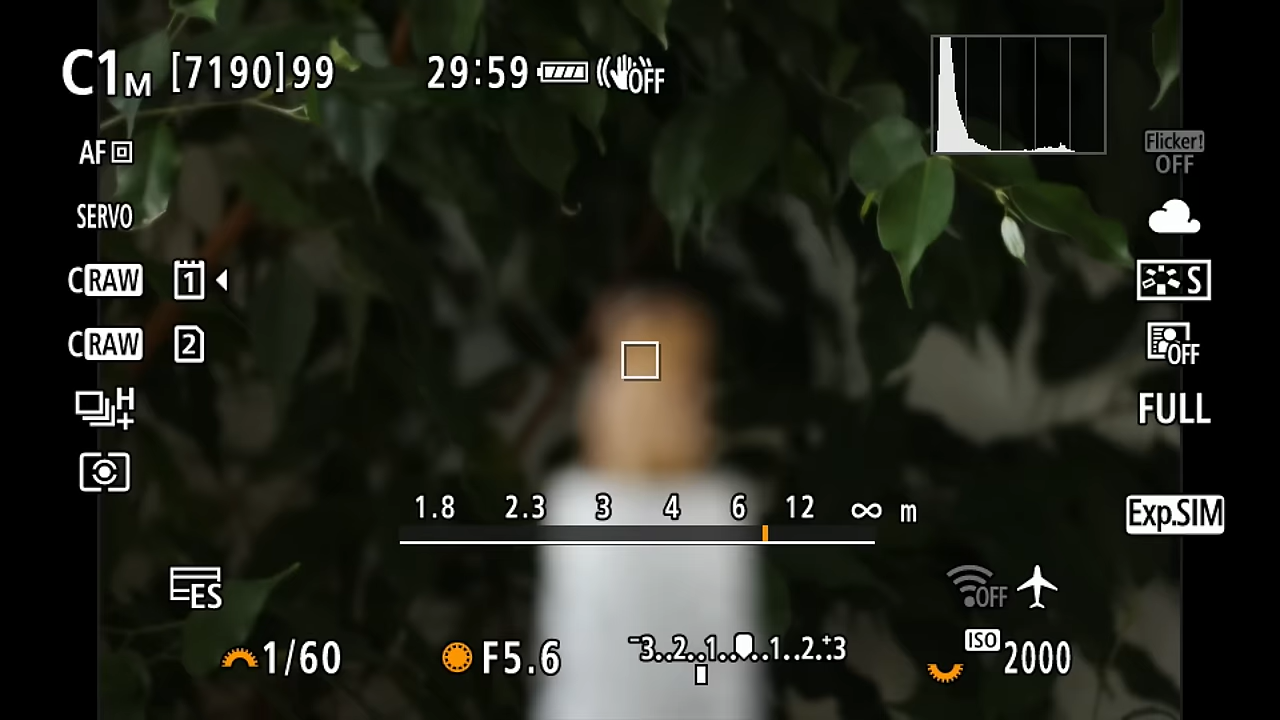 C1M [7190]99 29:59 OFF
Flicker!
OFF
AF
SERVO
CRAW 1
S
CRAW 2
OFF
H+
FULL
1.8 2.3 3 4 6 12 ∞ m
Exp.SIM
ES
OFF
1/60 F5.6 -3..2..1..​..1..2.+3 ISO 2000